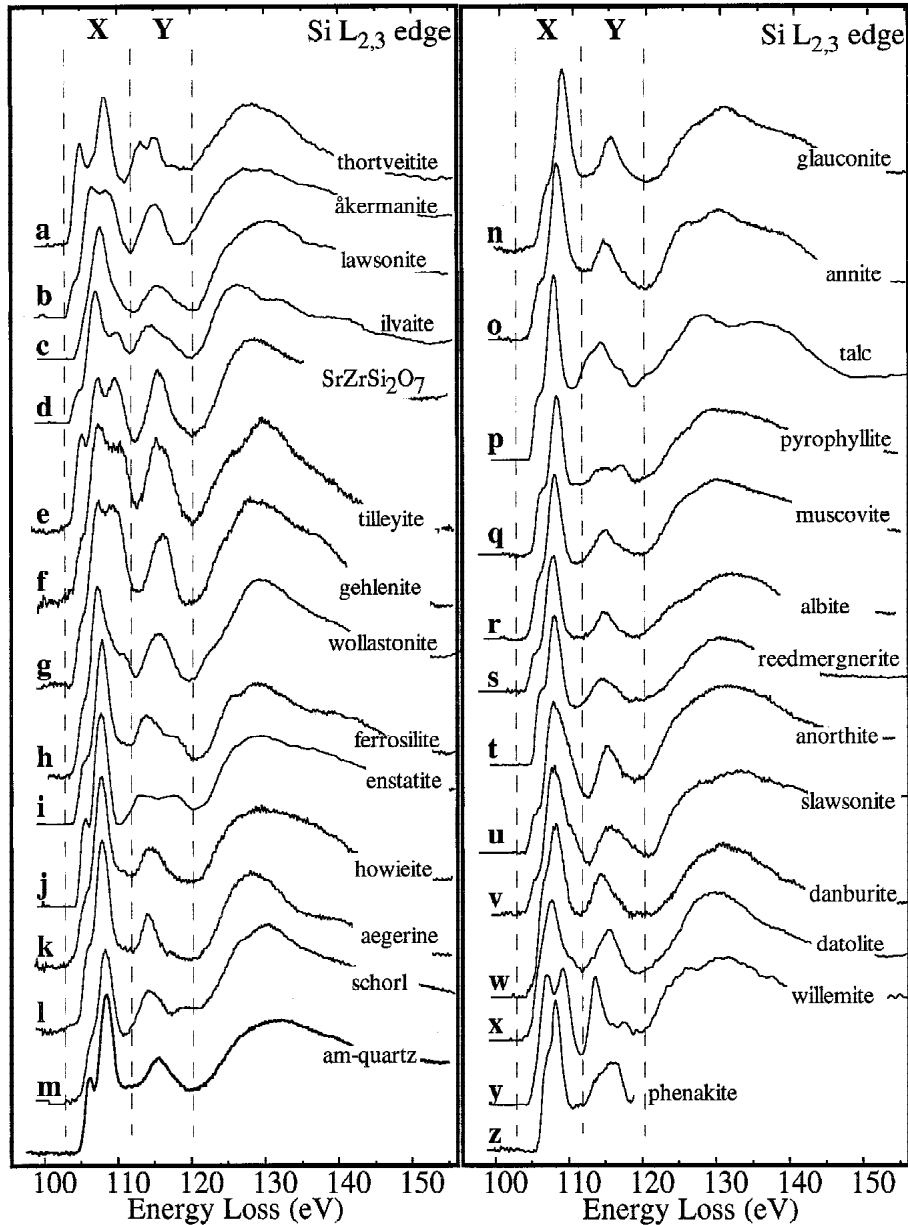 X Y Si L2,3 edge
thortveitite
åkermanite
a
lawsonite
b
ilvaite
c
SrZrSi2O7
d
tilleyite
e
f
gehlenite
wollastonite
g
ferrosilite
h
enstatite
i
howieite
j
aegerine
k
schorl
l
am-quartz
m
100 110 120 130 140 150
Energy Loss (eV)
X Y Si L2,3 edge
glauconite
n
annite
o
talc
p
pyrophyllite
muscovite
q
albite
r
reedmergnerite
s
anorthite
t
slawsonite
u
danburite
v
datolite
w
willemite
x
phenakite
y
z
100 110 120 130 140 150
Energy Loss (eV)